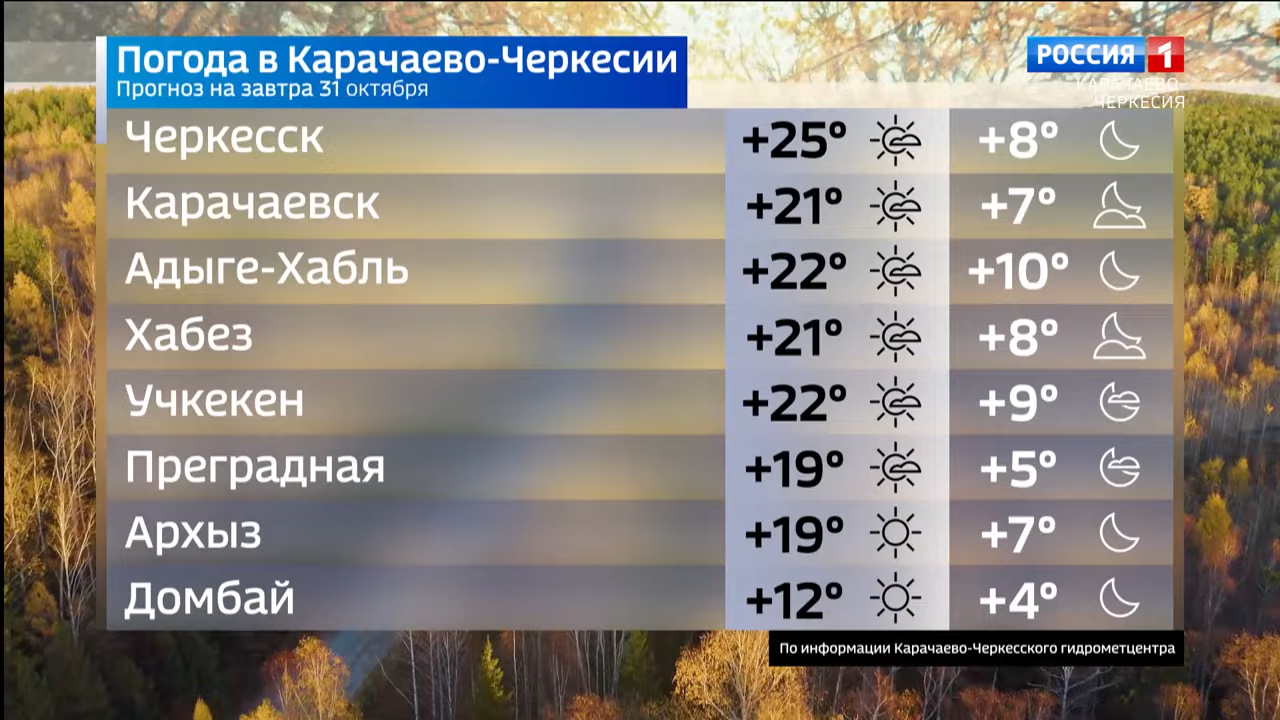 Погода в Карачаево-Черкесии
Прогноз на завтра 31 октября
РОССИЯ 1
КАРАЧАЕВО-
ЧЕРКЕСИЯ
Черкесск +25° +8°
Карачаевск +21° +7°
Адыге-Хабль +22° +10°
Хабез +21° +8°
Учкекен +22° +9°
Преградная +19° +5°
Архыз +19° +7°
Домбай +12° +4°
По информации Карачаево-Черкесского гидрометцентра